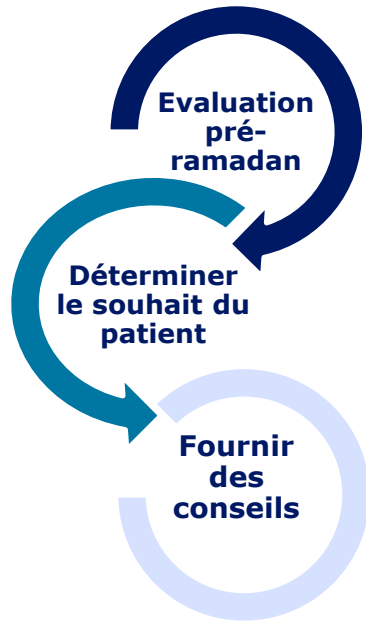 Evaluation
pré-
ramadan
Déterminer
le souhait du
patient
Fournir
des
conseils